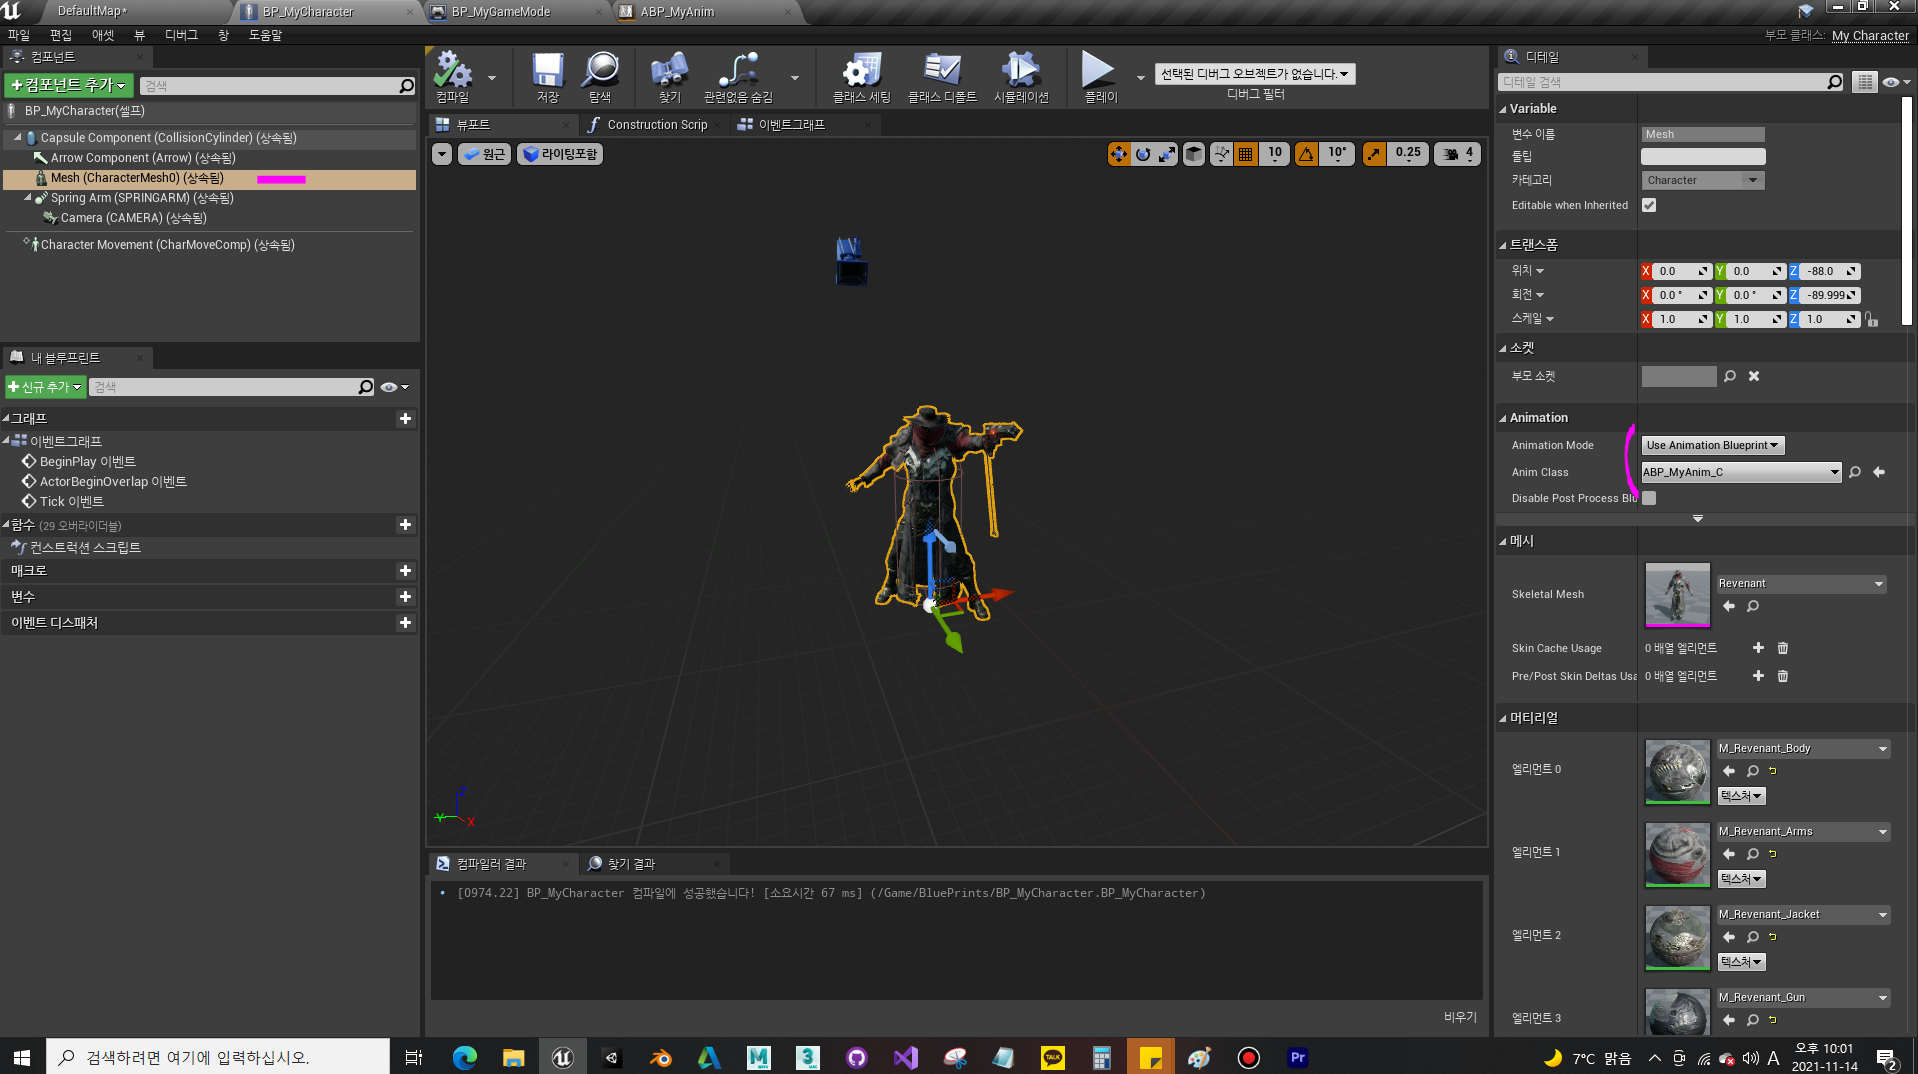 DefaultMap*
BP_MyCharacter
BP_MyGameMode
ABP_MyAnim
파일 편집 애셋 뷰 디버그 창 도움말
부모 클래스: My Character
컴포넌트
컴포넌트 추가
검색
BP_MyCharacter(셀프)
Capsule Component (CollisionCylinder) (상속됨)
Arrow Component (Arrow) (상속됨)
Mesh (CharacterMesh0) (상속됨)
Spring Arm (SPRINGARM) (상속됨)
Camera (CAMERA) (상속됨)
Character Movement (CharMoveComp) (상속됨)
내 블루프린트
신규 추가
검색
그래프
이벤트그래프
BeginPlay 이벤트
ActorBeginOverlap 이벤트
Tick 이벤트
함수 (29 오버라이더블)
컨스트럭션 스크립트
매크로
변수
이벤트 디스패처
컴파일
저장
탐색
찾기
관련없음 숨김
클래스 세팅
클래스 디폴트
시뮬레이션
플레이
선택된 디버그 오브젝트가 없습니다.
디버그 필터
뷰포트
Construction Scrip
이벤트그래프
원근
라이팅포함
10
10°
0.25
4
Z
Y
X
컴파일러 결과
찾기 결과
[0974.22] BP_MyCharacter 컴파일에 성공했습니다! [소요시간 67 ms] (/Game/BluePrints/BP_MyCharacter.BP_MyCharacter)
비우기
디테일
디테일 검색
Variable
변수 이름 Mesh
툴팁
카테고리 Character
Editable when Inherited
트랜스폼
위치 X 0.0 Y 0.0 Z -88.0
회전 X 0.0 ° Y 0.0 ° Z -89.999
스케일 X 1.0 Y 1.0 Z 1.0
소켓
부모 소켓
Animation
Animation Mode Use Animation Blueprint
Anim Class ABP_MyAnim_C
Disable Post Process Blu
메시
Skeletal Mesh Revenant
Skin Cache Usage 0 배열 엘리먼트
Pre/Post Skin Deltas Usa 0 배열 엘리먼트
머티리얼
엘리먼트 0 M_Revenant_Body
텍스처
엘리먼트 1 M_Revenant_Arms
텍스처
엘리먼트 2 M_Revenant_Jacket
텍스처
엘리먼트 3 M_Revenant_Gun
검색하려면 여기에 입력하십시오.
M
3
TALK
Pr
7°C 맑음
A
오후 10:01
2021-11-14
2